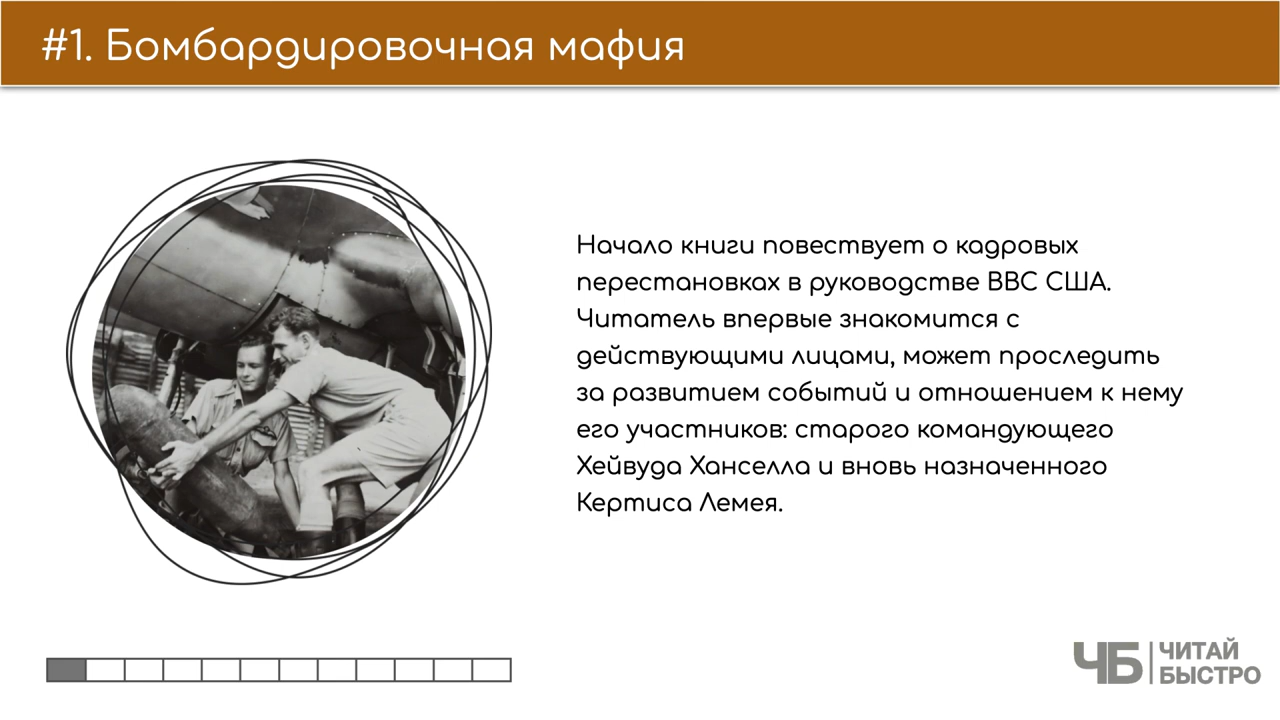 #1. Бомбардировочная мафия
Начало книги повествует о кадровых
перестановках в руководстве ВВС США.
Читатель впервые знакомится с
действующими лицами, может проследить
за развитием событий и отношением к нему
его участников: старого командующего
Хейвуда Ханселла и вновь назначенного
Кертиса Лемея.
ЧБ
ЧИТАЙ
БЫСТРО